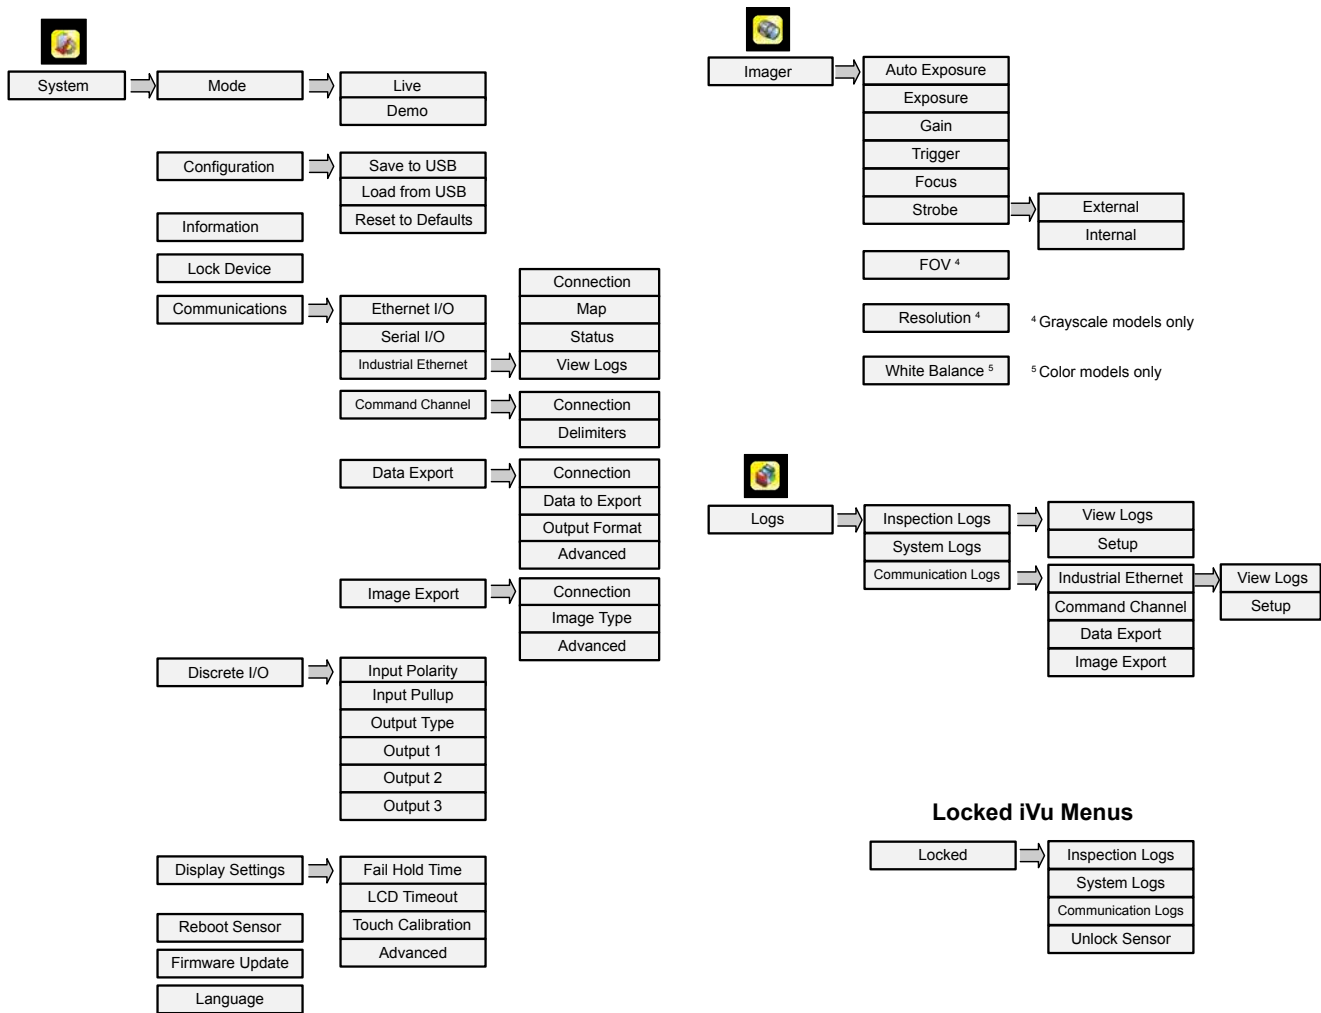 System
Mode
Live
Demo
Configuration
Save to USB
Load from USB
Reset to Defaults
Information
Lock Device
Communications
Ethernet I/O
Serial I/O
Industrial Ethernet
Connection
Map
Status
View Logs
Command Channel
Connection
Delimiters
Data Export
Connection
Data to Export
Output Format
Advanced
Image Export
Connection
Image Type
Advanced
Discrete I/O
Input Polarity
Input Pullup
Output Type
Output 1
Output 2
Output 3
Display Settings
Fail Hold Time
LCD Timeout
Touch Calibration
Advanced
Reboot Sensor
Firmware Update
Language
Imager
Auto Exposure
Exposure
Gain
Trigger
Focus
Strobe
External
Internal
FOV ⁴
Resolution ⁴
⁴ Grayscale models only
White Balance ⁵
⁵ Color models only
Logs
Inspection Logs
View Logs
Setup
System Logs
Communication Logs
Industrial Ethernet
View Logs
Setup
Command Channel
Data Export
Image Export
Locked iVu Menus
Locked
Inspection Logs
System Logs
Communication Logs
Unlock Sensor